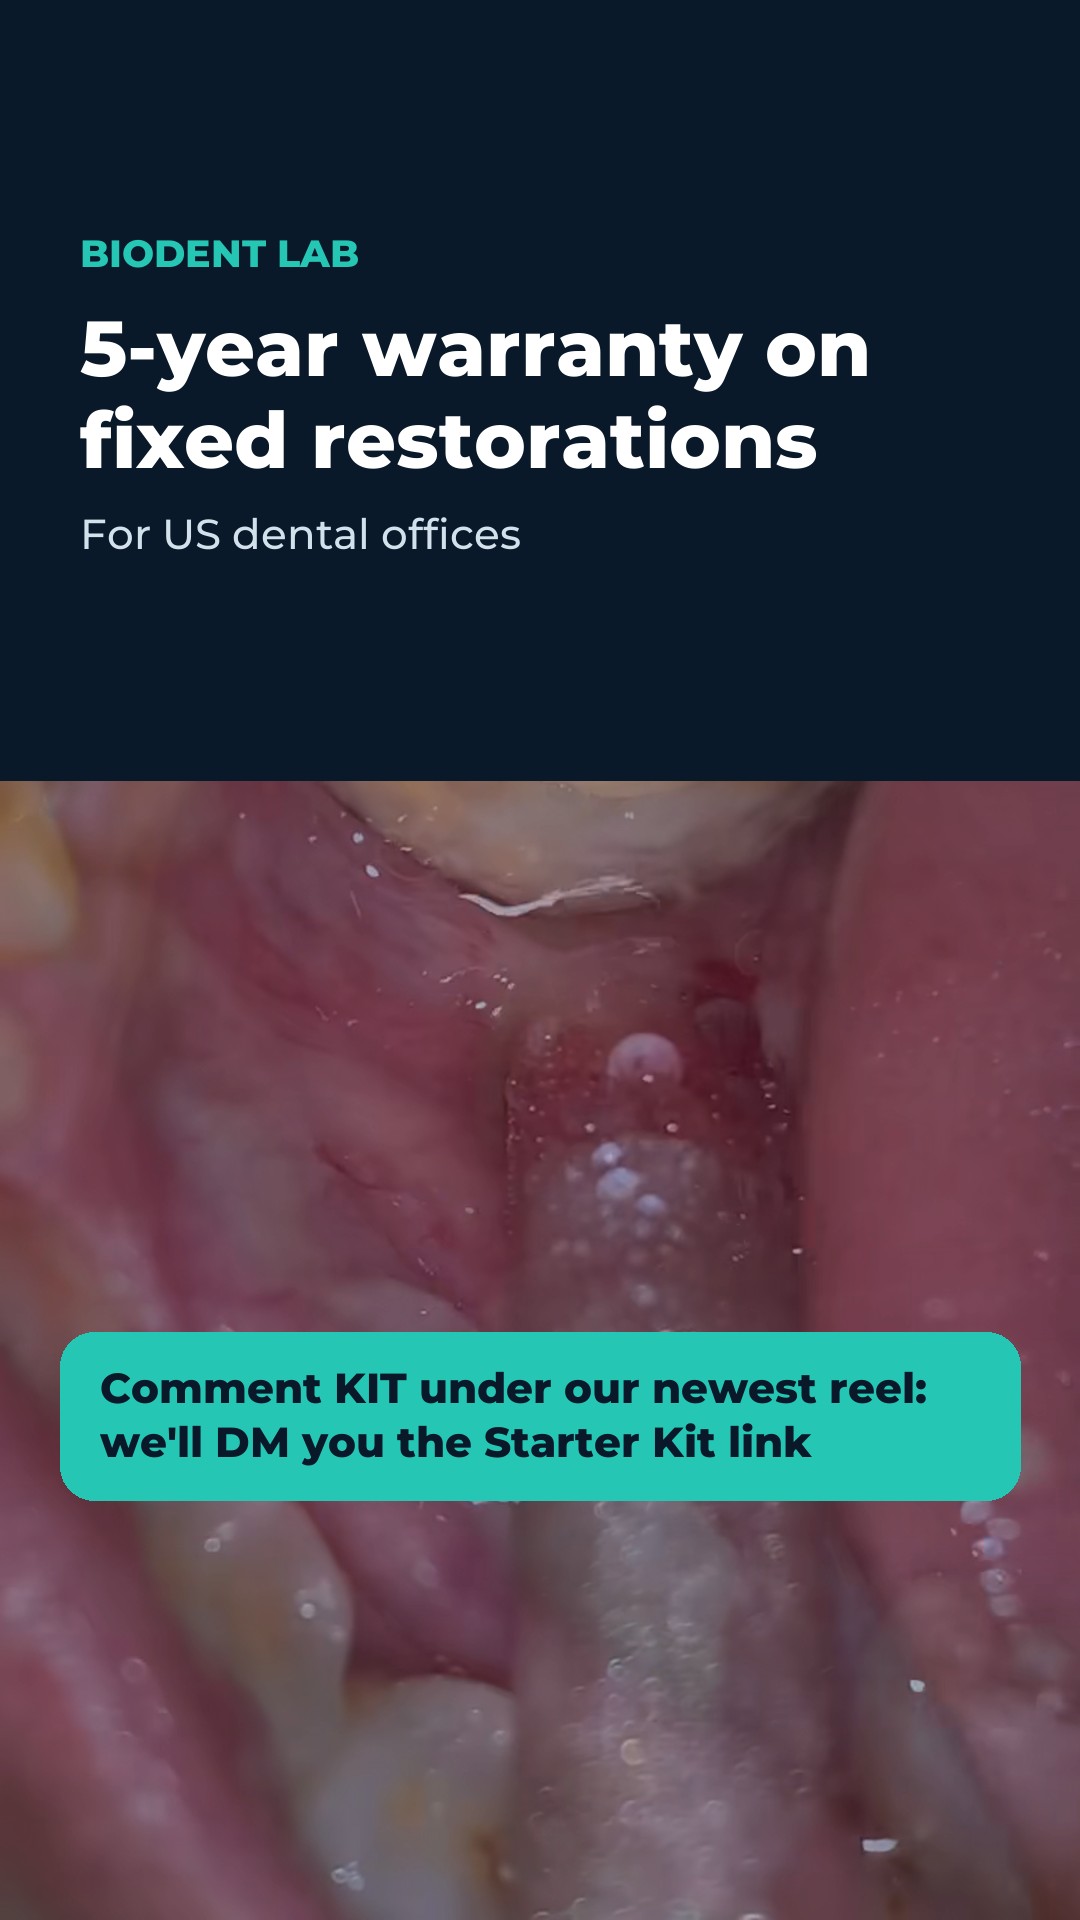 BIODENT LAB
5-year warranty on
fixed restorations
For US dental offices
Comment KIT under our newest reel:
we'll DM you the Starter Kit link